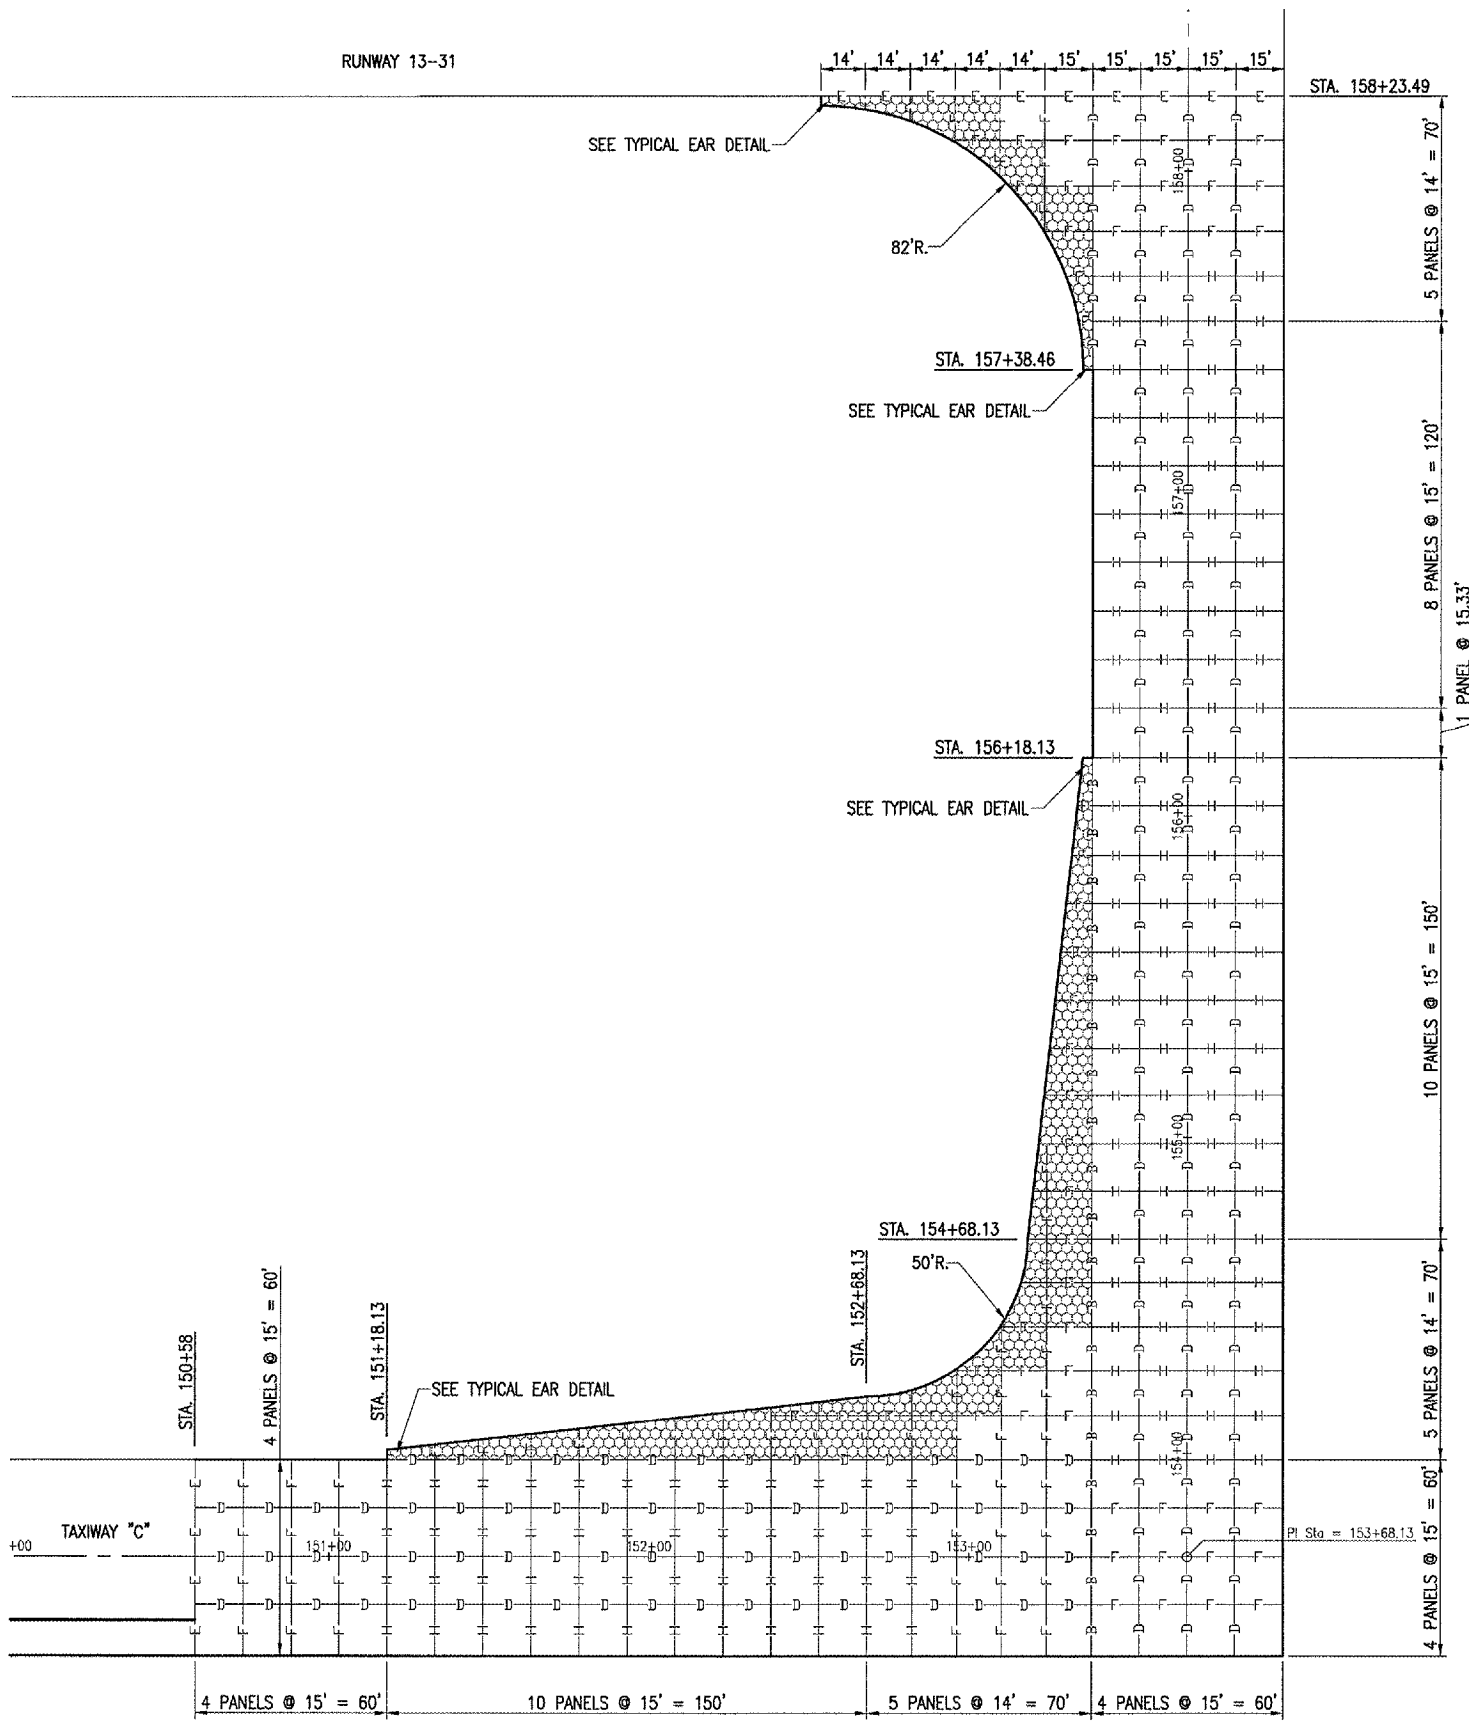 RUNWAY 13-31
14' 14' 14' 14' 14' 15' 15' 15' 15' 15'
STA. 158+23.49
SEE TYPICAL EAR DETAIL
158+00
5 PANELS @ 14' = 70'
82'R.
STA. 157+38.46
SEE TYPICAL EAR DETAIL
157+00
8 PANELS @ 15' = 120'
1 PANEL @ 15.33'
STA. 156+18.13
SEE TYPICAL EAR DETAIL
156+00
10 PANELS @ 15' = 150'
155+00
STA. 154+68.13
50'R.
5 PANELS @ 14' = 70'
STA. 150+58
4 PANELS @ 15' = 60'
STA. 151+18.13
STA. 152+68.13
SEE TYPICAL EAR DETAIL
154+00
TAXIWAY "C"
+00
151+00
152+00
153+00
PI Sta = 153+68.13
4 PANELS @ 15' = 60'
4 PANELS @ 15' = 60'
10 PANELS @ 15' = 150'
5 PANELS @ 14' = 70'
4 PANELS @ 15' = 60'